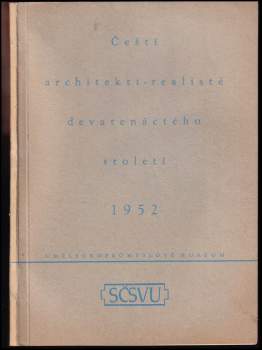 Čeští
architekti-realisté
devatenáctého
století
1952
UMĚLECKOPRŮMYSLOVÉ MUSEUM
SČSVU